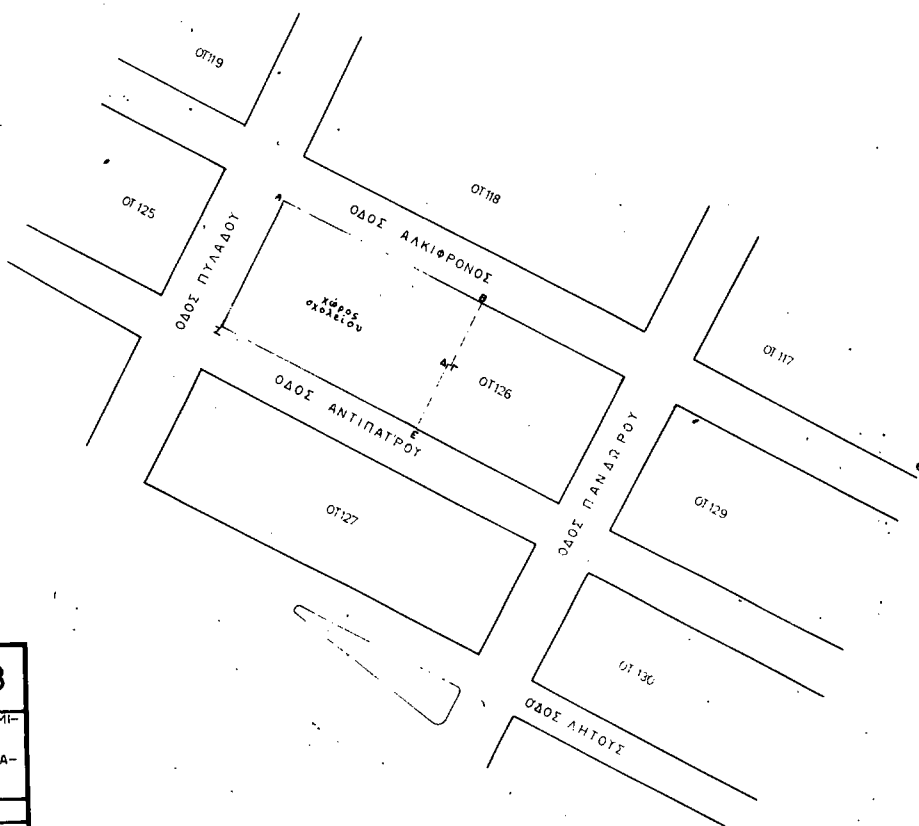 ΟΤ119
ΟΤ118
ΟΤ125
Α
ΟΔΟΣ ΑΛΚΙΦΡΟΝΟΣ
ΟΔΟΣ ΠΥΛΑΔΟΥ
χώρος
σχολείου
Β
Ζ
ΟΤ117
Δ Γ
ΟΤ126
ΟΔΟΣ ΑΝΤΙΠΑΤΡΟΥ
Ε
ΟΔΟΣ ΠΑΝΔΩΡΟΥ
ΟΤ129
ΟΤ127
ΟΤ130
ΟΔΟΣ ΛΗΤΟΥΣ
ΜΙ-
Α-